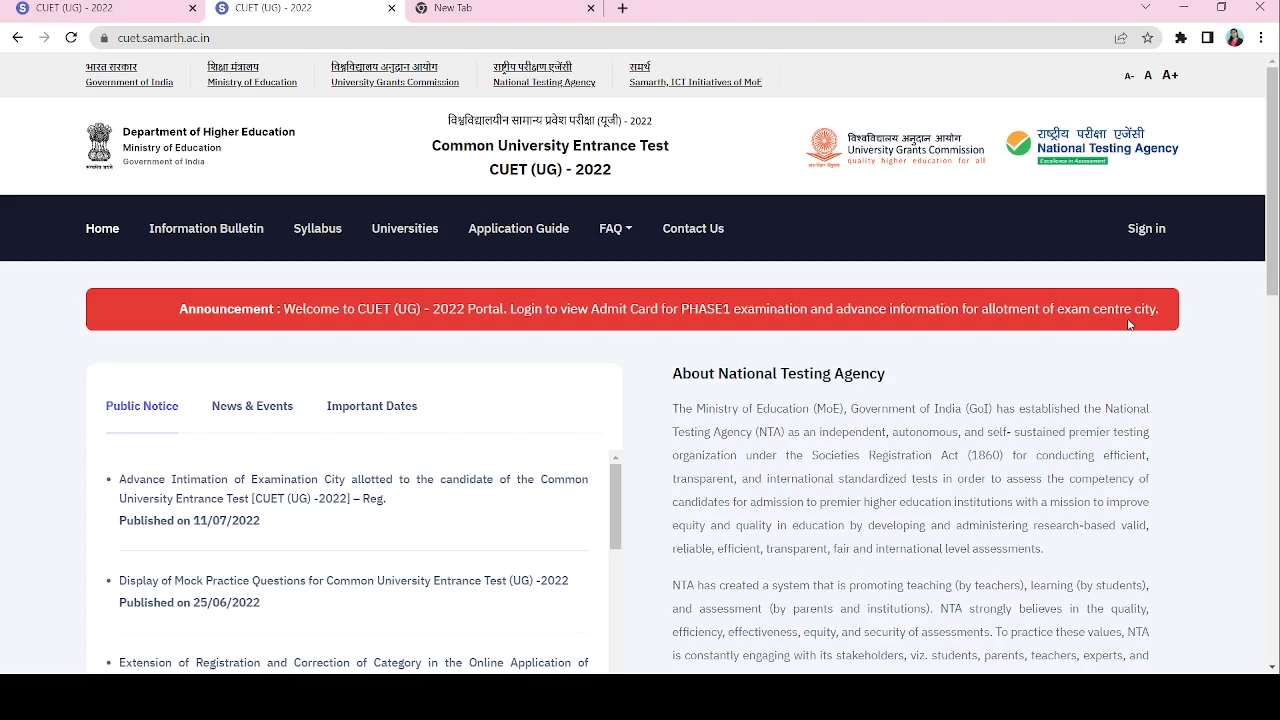 CUET (UG) - 2022
CUET (UG) - 2022
New Tab
cuet.samarth.ac.in
भारत सरकार
Government of India
शिक्षा मंत्रालय
Ministry of Education
विश्वविद्यालय अनुदान आयोग
University Grants Commission
राष्ट्रीय परीक्षण एजेंसी
National Testing Agency
समर्थ
Samarth, ICT Initiatives of MoE
A- A A+
Department of Higher Education
Ministry of Education
Government of India
विश्वविद्यालयीन सामान्य प्रवेश परीक्षा (यूजी) - 2022
Common University Entrance Test
CUET (UG) - 2022
विश्वविद्यालय अनुदान आयोग
University Grants Commission
quality higher education for all
राष्ट्रीय परीक्षा एजेंसी
National Testing Agency
Excellence in Assessment
Home Information Bulletin Syllabus Universities Application Guide FAQ Contact Us Sign in
Announcement : Welcome to CUET (UG) - 2022 Portal. Login to view Admit Card for PHASE1 examination and advance information for allotment of exam centre city.
Public Notice News & Events Important Dates
Advance Intimation of Examination City allotted to the candidate of the Common
University Entrance Test [CUET (UG) -2022] – Reg.
Published on 11/07/2022
Display of Mock Practice Questions for Common University Entrance Test (UG) -2022
Published on 25/06/2022
Extension of Registration and Correction of Category in the Online Application of
About National Testing Agency
The Ministry of Education (MoE), Government of India (GoI) has established the National
Testing Agency (NTA) as an independent, autonomous, and self- sustained premier testing
organization under the Societies Registration Act (1860) for conducting efficient,
transparent, and international standardized tests in order to assess the competency of
candidates for admission to premier higher education institutions with a mission to improve
equity and quality in education by developing and administering research-based valid,
reliable, efficient, transparent, fair and international level assessments.
NTA has created a system that is promoting teaching (by teachers), learning (by students),
and assessment (by parents and institutions). NTA strongly believes in the quality,
efficiency, effectiveness, equity, and security of assessments. To practice these values, NTA
is constantly engaging with its stakeholders, viz. students, parents, teachers, experts, and